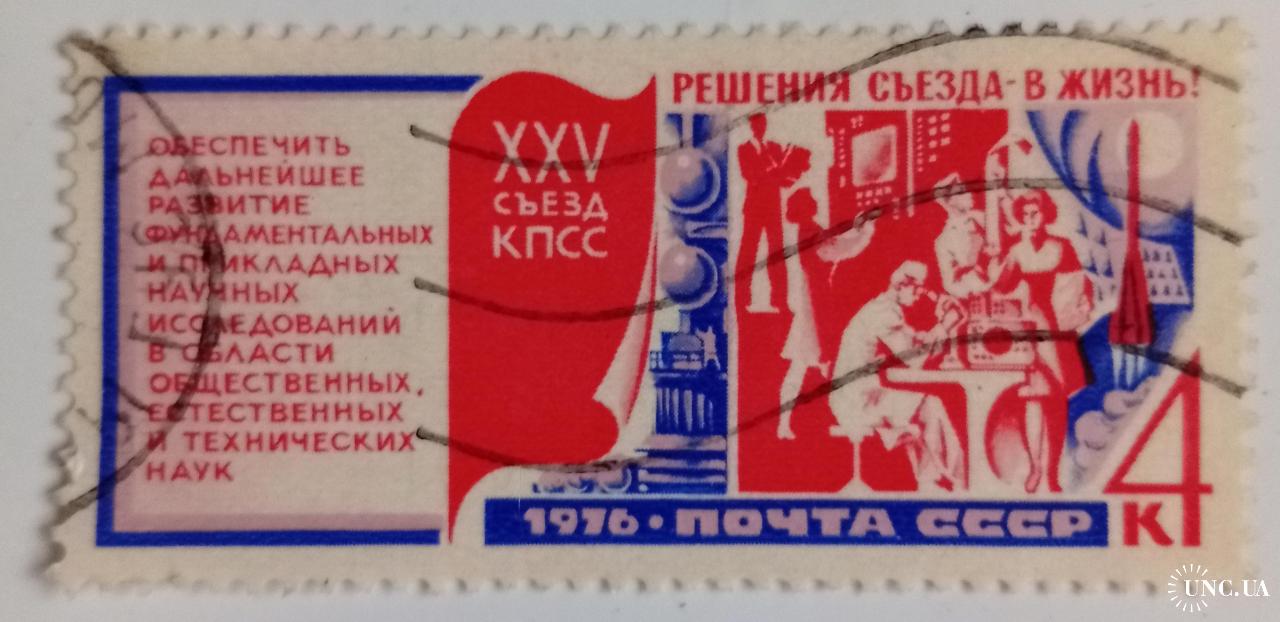 РЕШЕНИЯ СЪЕЗДА - В ЖИЗНЬ!
ОБЕСПЕЧИТЬ
ДАЛЬНЕЙШЕЕ
РАЗВИТИЕ
ФУНДАМЕНТАЛЬНЫХ
И ПРИКЛАДНЫХ
НАУЧНЫХ
ИССЛЕДОВАНИЙ
В ОБЛАСТИ
ОБЩЕСТВЕННЫХ,
ЕСТЕСТВЕННЫХ
И ТЕХНИЧЕСКИХ
НАУК
XXV
СЪЕЗД
КПСС
4
К
1976 • ПОЧТА СССР
UNC.UA